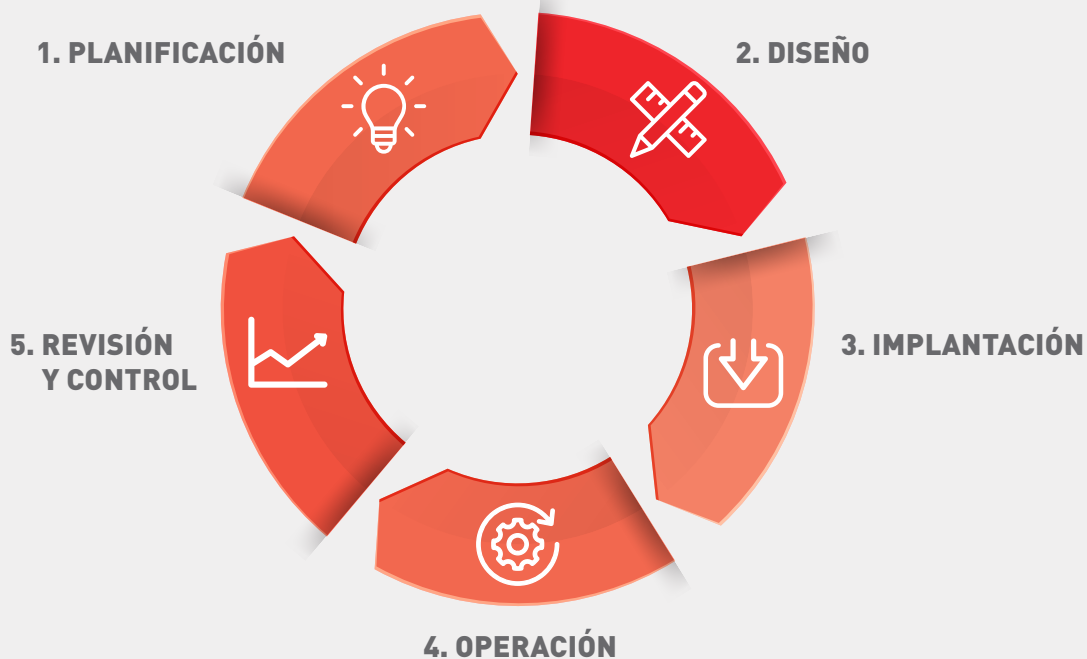 1. PLANIFICACIÓN
2. DISEÑO
3. IMPLANTACIÓN
4. OPERACIÓN
5. REVISIÓN
Y CONTROL